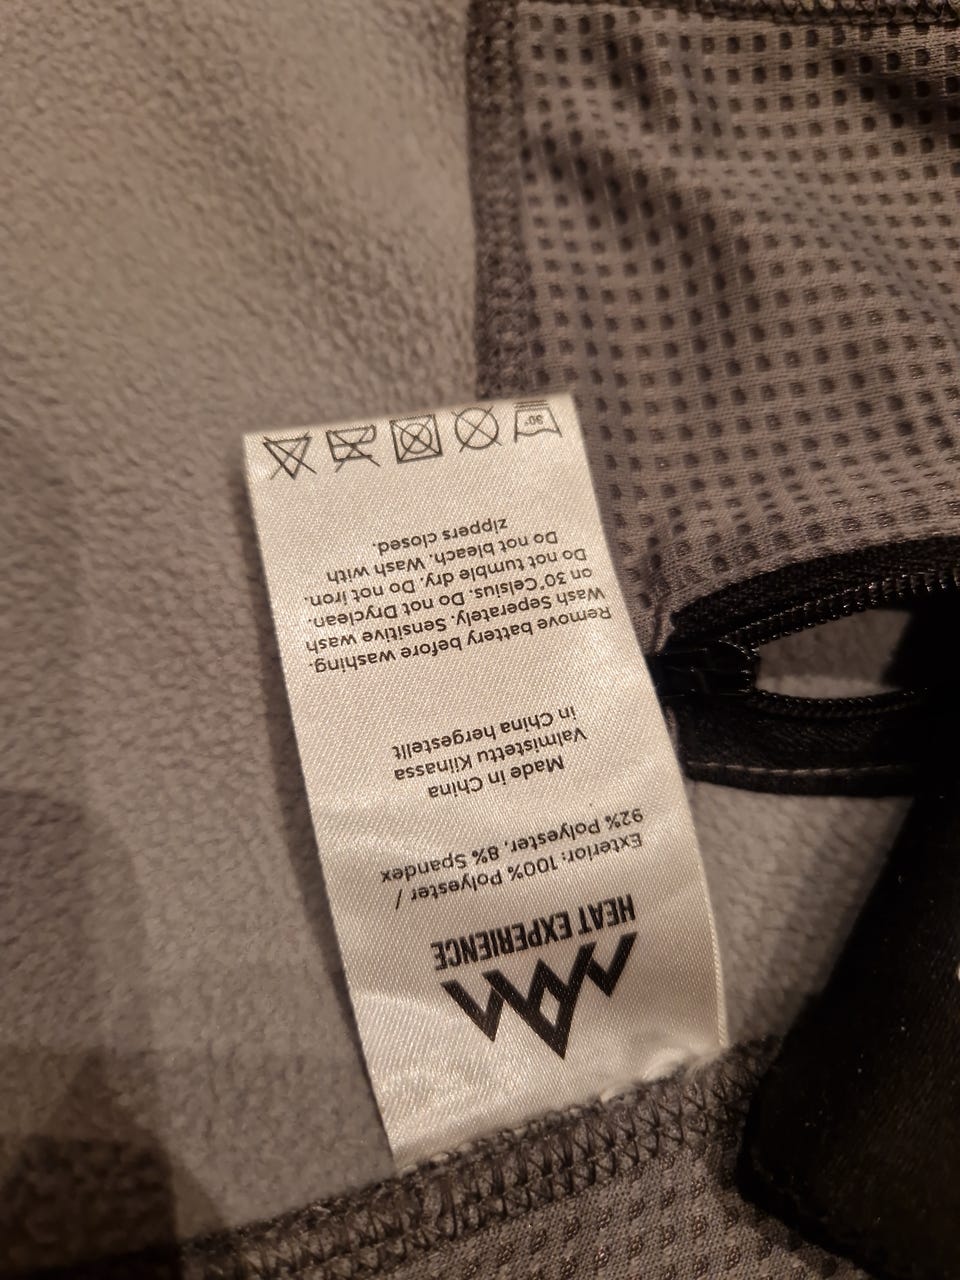 HEAT EXPERIENCE
Exterior: 100% Polyester /
92% Polyester, 8% Spandex
Made in China
Valmistettu Kiinassa
in China hergestellt
Remove battery before washing.
Wash Seperately. Sensitive wash
on 30°Celsius. Do not Dryclean.
Do not tumble dry. Do not iron.
Do not bleach. Wash with
zippers closed.
30°